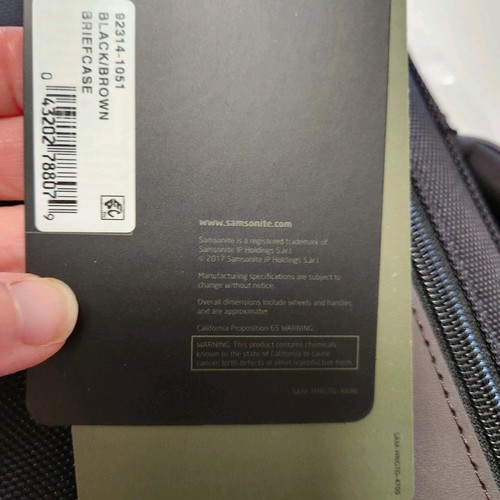 92314-1051
BLACK/BROWN
BRIEFCASE
0 43202 78807 9
www.samsonite.com
Samsonite is a registered trademark of
Samsonite IP Holdings S.ar.l.
© 2017 Samsonite IP Holdings S.ar.l.
Manufacturing specifications are subject to
change without notice.
Overall dimensions include wheels and handles,
and are approximate.
California Proposition 65 WARNING
WARNING: This product contains chemicals
known to the state of California to cause
cancer, birth defects or other reproductive harm.